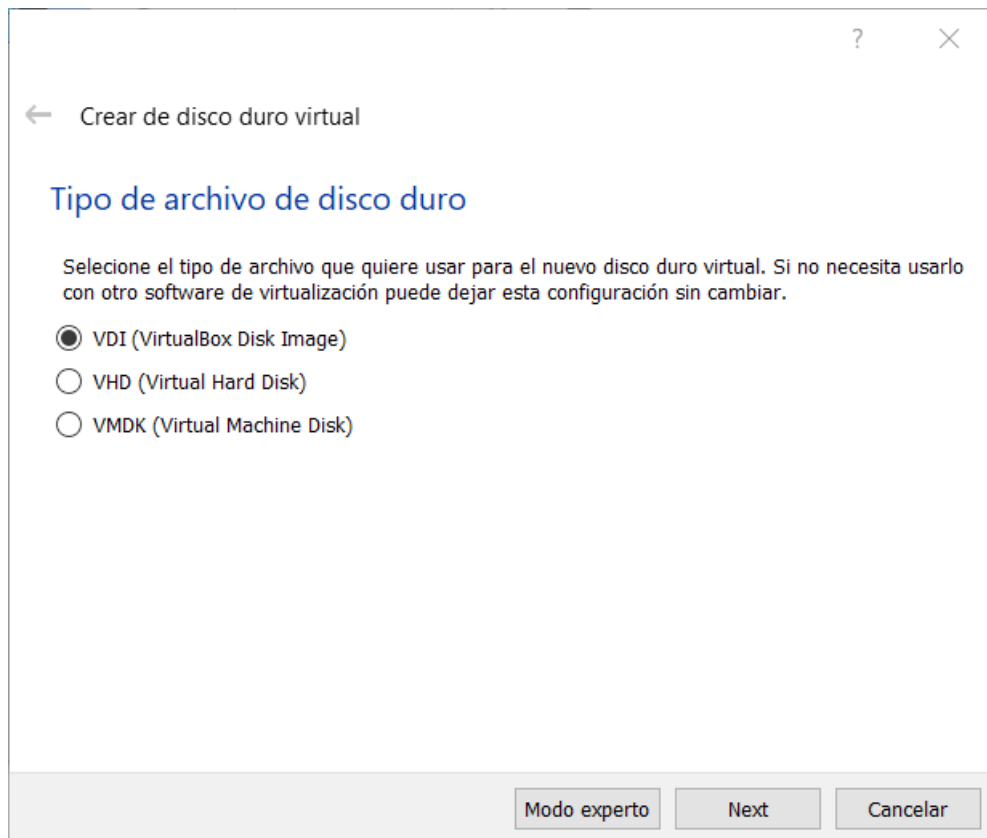 ?
Crear de disco duro virtual
Tipo de archivo de disco duro
Selecione el tipo de archivo que quiere usar para el nuevo disco duro virtual. Si no necesita usarlo
con otro software de virtualización puede dejar esta configuración sin cambiar.
VDI (VirtualBox Disk Image)
VHD (Virtual Hard Disk)
VMDK (Virtual Machine Disk)
Modo experto Next Cancelar